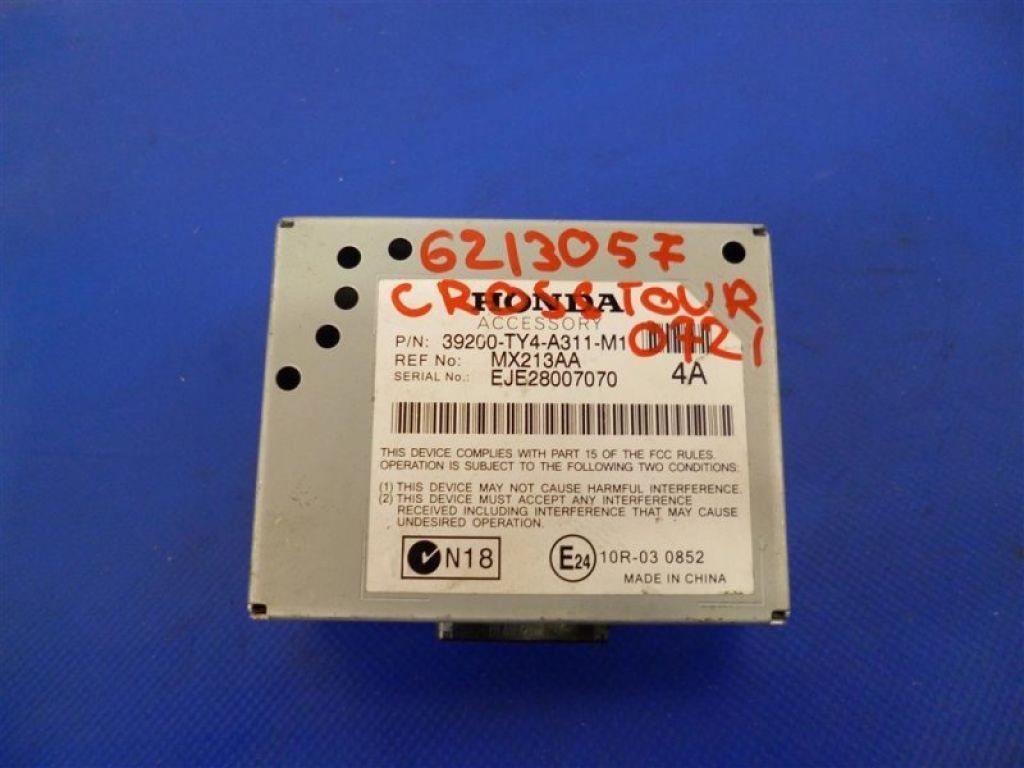 6213057
CROSSTOUR
0721
HONDA
ACCESSORY
P/N: 39200-TY4-A311-M1
REF No: MX213AA
SERIAL No.: EJE28007070
4A
THIS DEVICE COMPLIES WITH PART 15 OF THE FCC RULES.
OPERATION IS SUBJECT TO THE FOLLOWING TWO CONDITIONS:
(1) THIS DEVICE MAY NOT CAUSE HARMFUL INTERFERENCE.
(2) THIS DEVICE MUST ACCEPT ANY INTERFERENCE
RECEIVED INCLUDING INTERFERENCE THAT MAY CAUSE
UNDESIRED OPERATION.
N18
E24
10R-03 0852
MADE IN CHINA